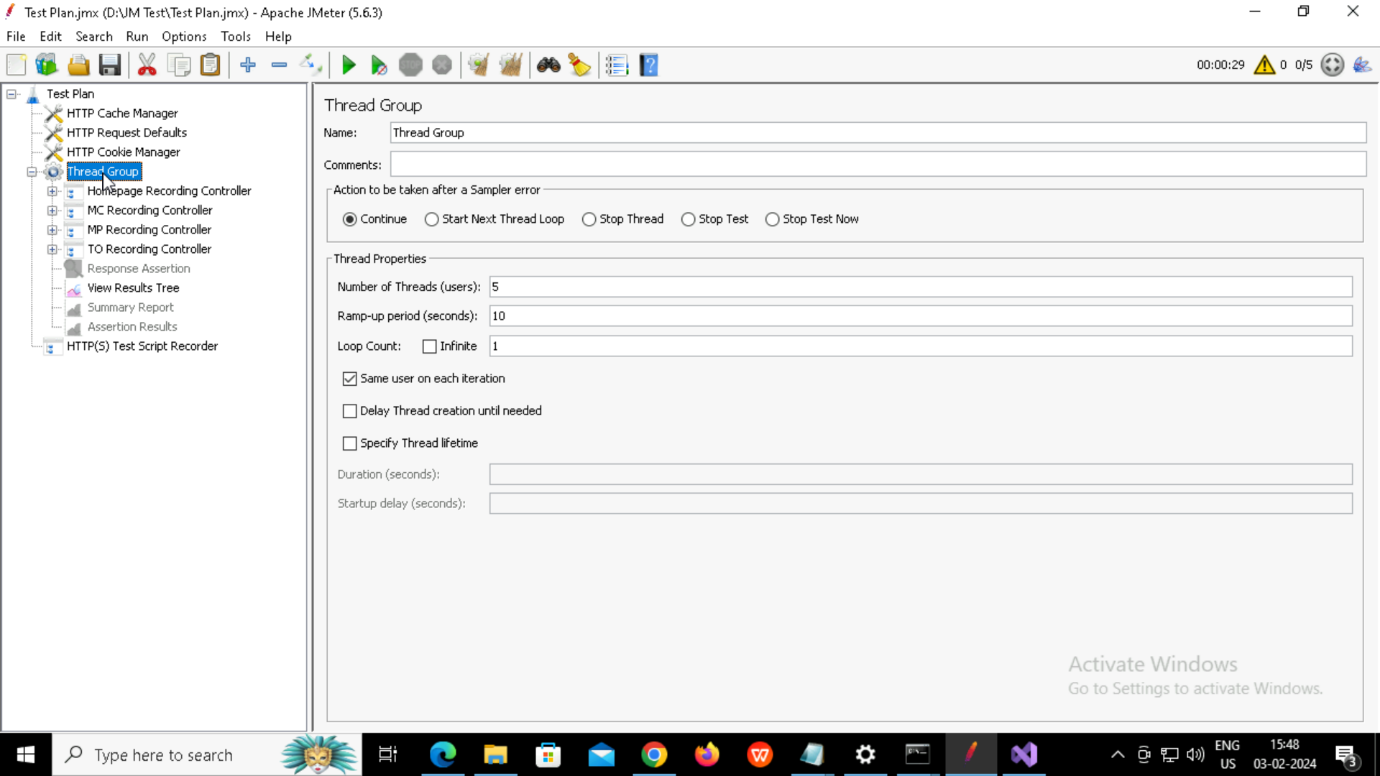 Test Plan.jmx (D:\JM Test\Test Plan.jmx) - Apache JMeter (5.6.3)
File Edit Search Run Options Tools Help
00:00:29 0 0/5
Test Plan
HTTP Cache Manager
HTTP Request Defaults
HTTP Cookie Manager
Thread Group
Homepage Recording Controller
MC Recording Controller
MP Recording Controller
TO Recording Controller
Response Assertion
View Results Tree
Summary Report
Assertion Results
HTTP(S) Test Script Recorder
Thread Group
Name: Thread Group
Comments:
Action to be taken after a Sampler error
Continue Start Next Thread Loop Stop Thread Stop Test Stop Test Now
Thread Properties
Number of Threads (users): 5
Ramp-up period (seconds): 10
Loop Count: Infinite 1
Same user on each iteration
Delay Thread creation until needed
Specify Thread lifetime
Duration (seconds):
Startup delay (seconds):
Activate Windows
Go to Settings to activate Windows.
Type here to search
ENG
US
15:48
03-02-2024
3